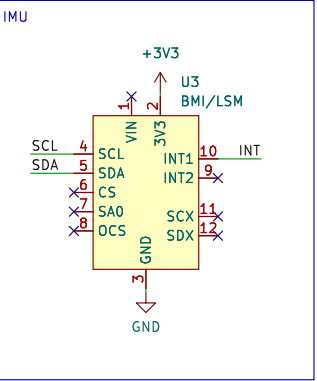 IMU
+3V3
U3
BMI/LSM
1
2
VIN
3V3
SCL 4 SCL
SDA 5 SDA
6 CS
7 SA0
8 OCS
INT1 10 INT
INT2 9
SCX 11
SDX 12
GND
3
GND